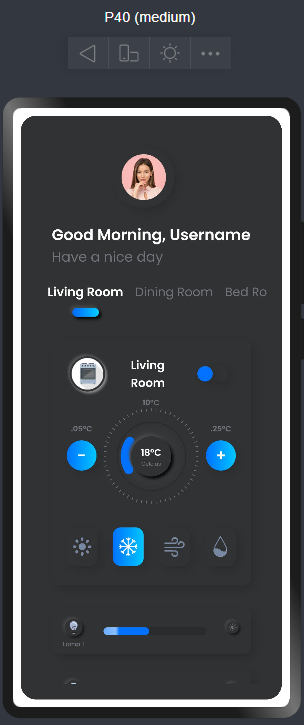 P40 (medium)
Good Morning, Username
Have a nice day
Living Room Dining Room Bed Ro
Living
Room
10°C
.05°C
.25°C
18°C
Celcius
Lamp 1